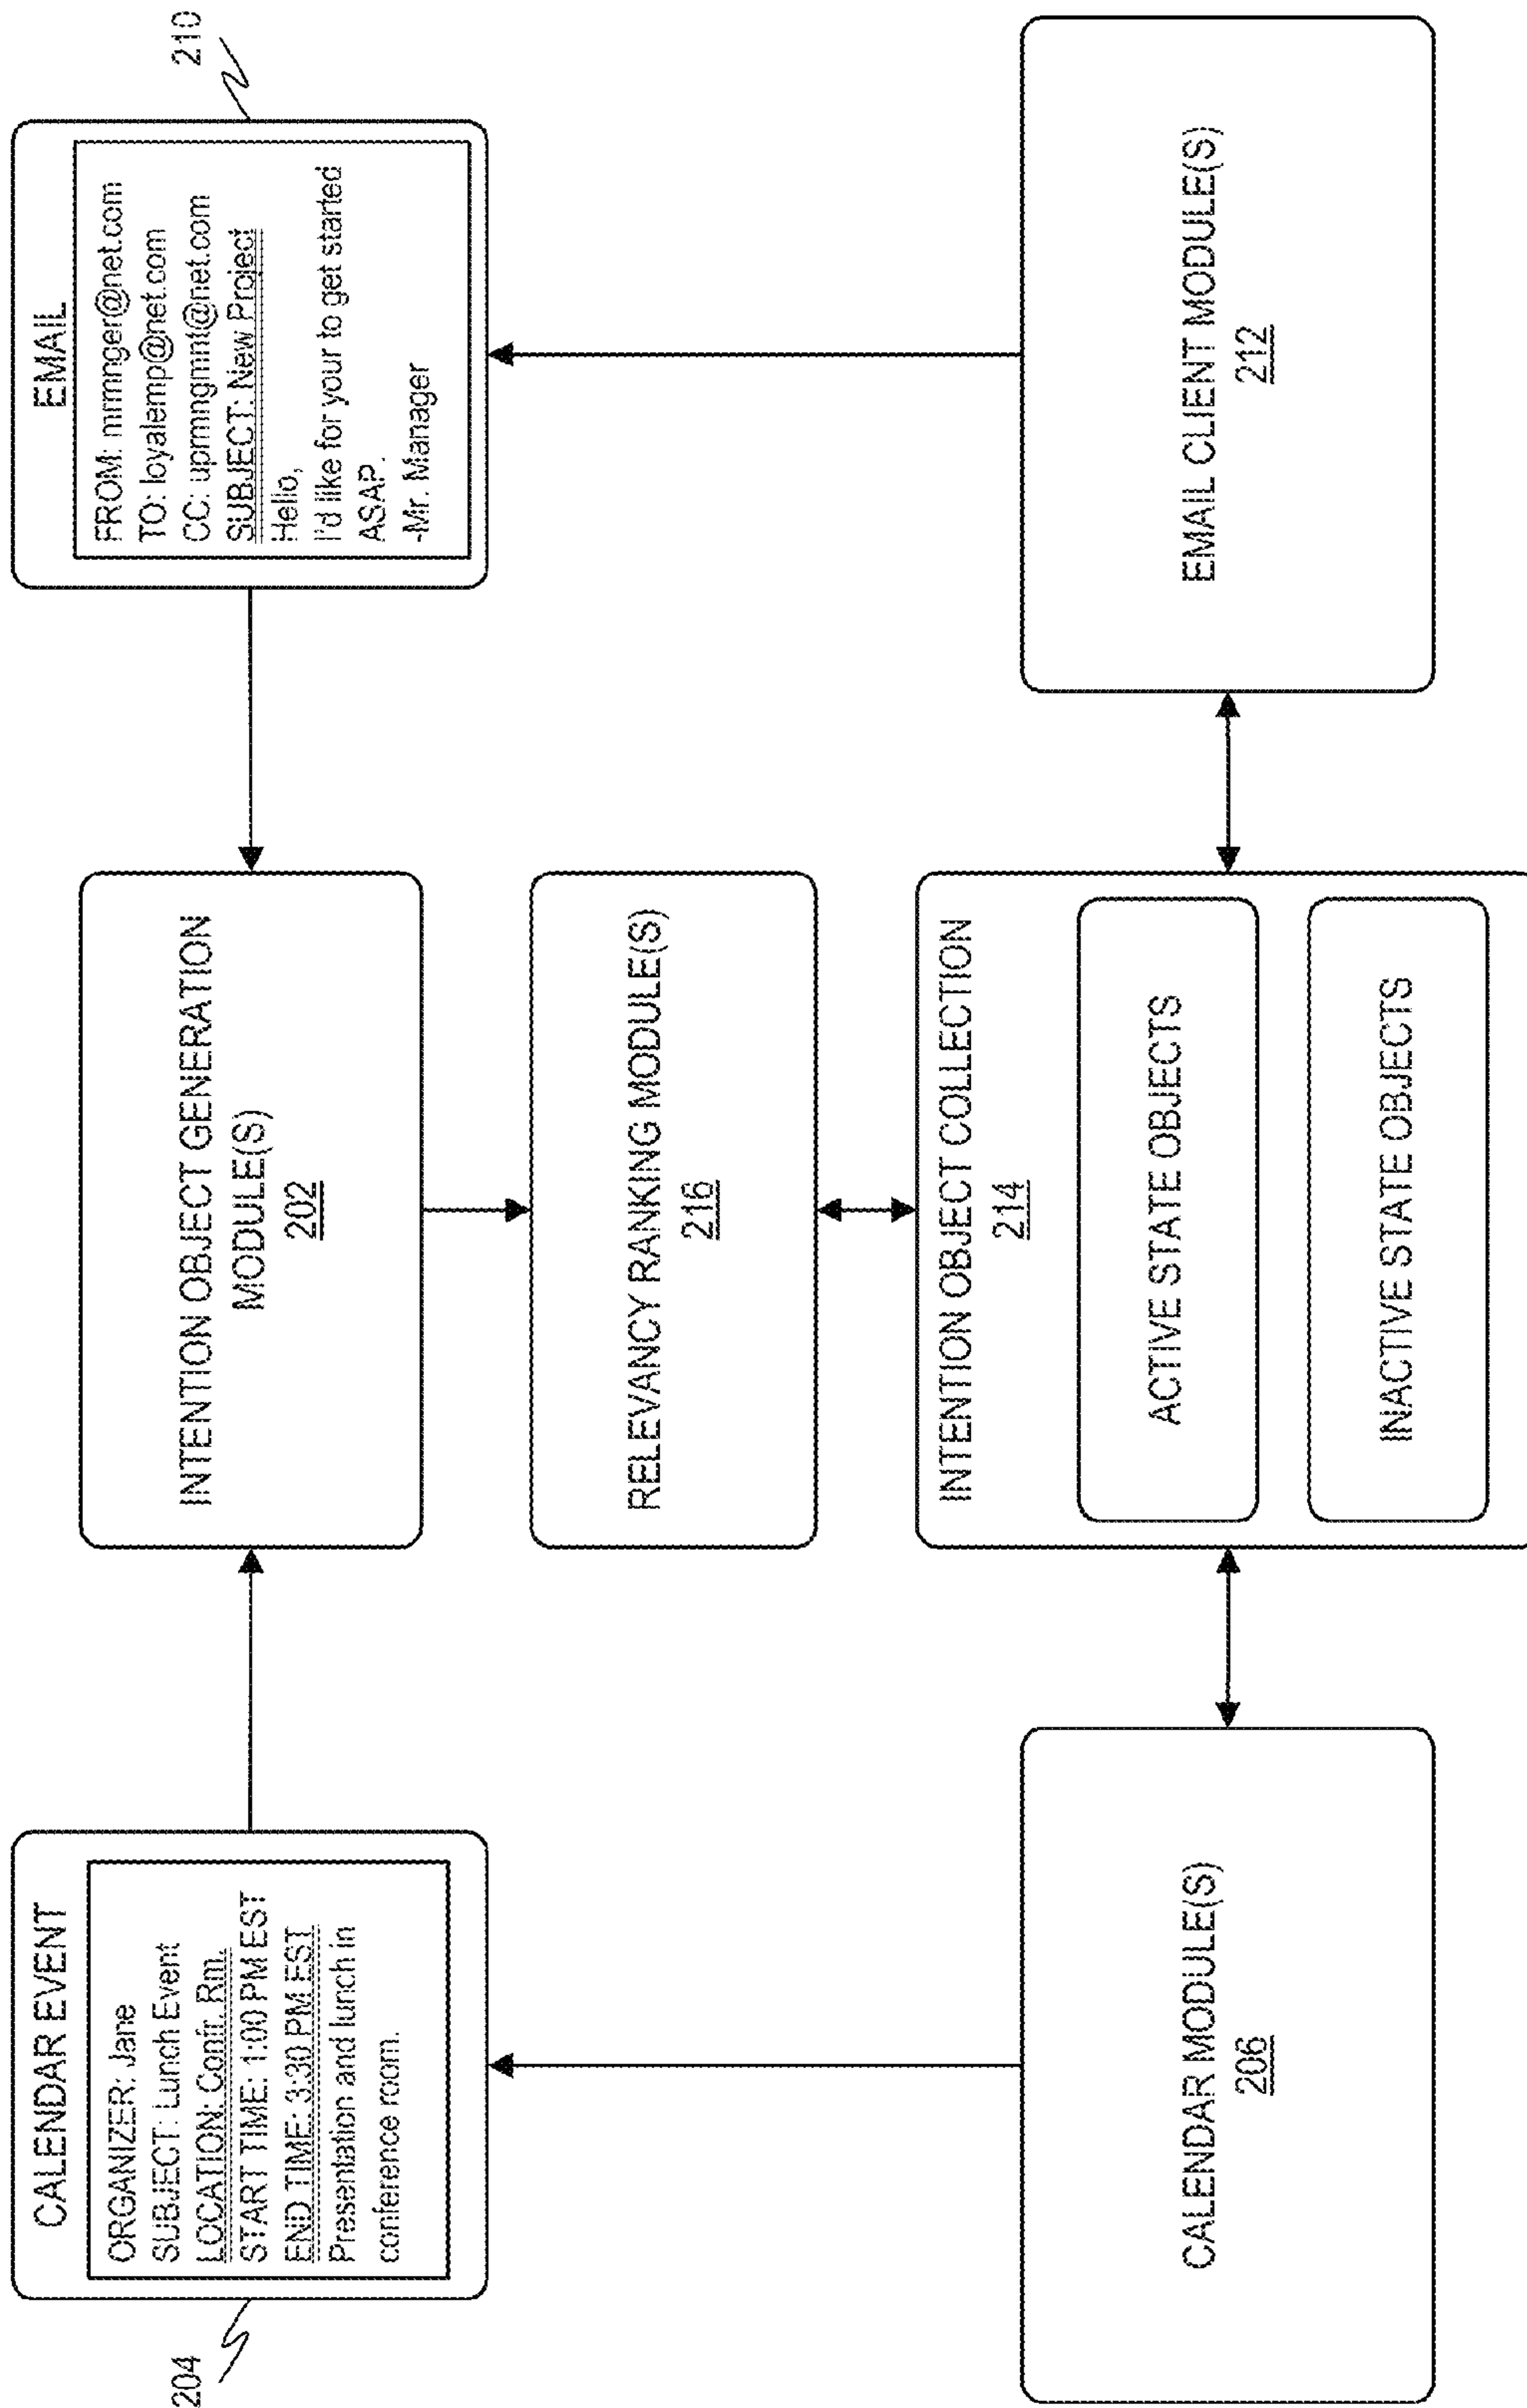 204
CALENDAR EVENT
ORGANIZER: Jane
SUBJECT: Lunch Event
LOCATION: Confr. Rm.
START TIME: 1:00 PM EST
END TIME: 3:30 PM EST
Presentation and lunch in
conference room.
INTENTION OBJECT GENERATION
MODULE(S)
202
EMAIL
FROM: mrmnger@net.com
TO: loyalemp@net.com
CC: uprmngmnt@net.com
SUBJECT: New Project
Hello,
I'd like for your to get started
ASAP.
-Mr. Manager
210
RELEVANCY RANKING MODULE(S)
216
CALENDAR MODULE(S)
206
INTENTION OBJECT COLLECTION
214
ACTIVE STATE OBJECTS
INACTIVE STATE OBJECTS
EMAIL CLIENT MODULE(S)
212